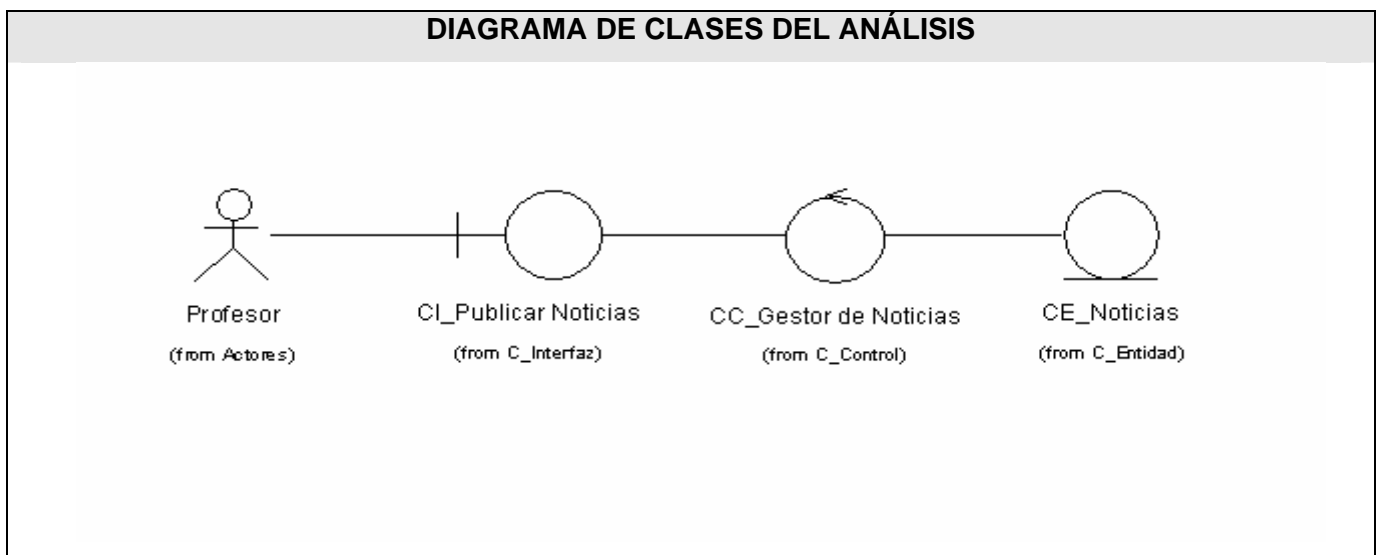 DIAGRAMA DE CLASES DEL ANÁLISIS
Profesor
(from Actores)
CI_Publicar Noticias
(from C_Interfaz)
CC_Gestor de Noticias
(from C_Control)
CE_Noticias
(from C_Entidad)